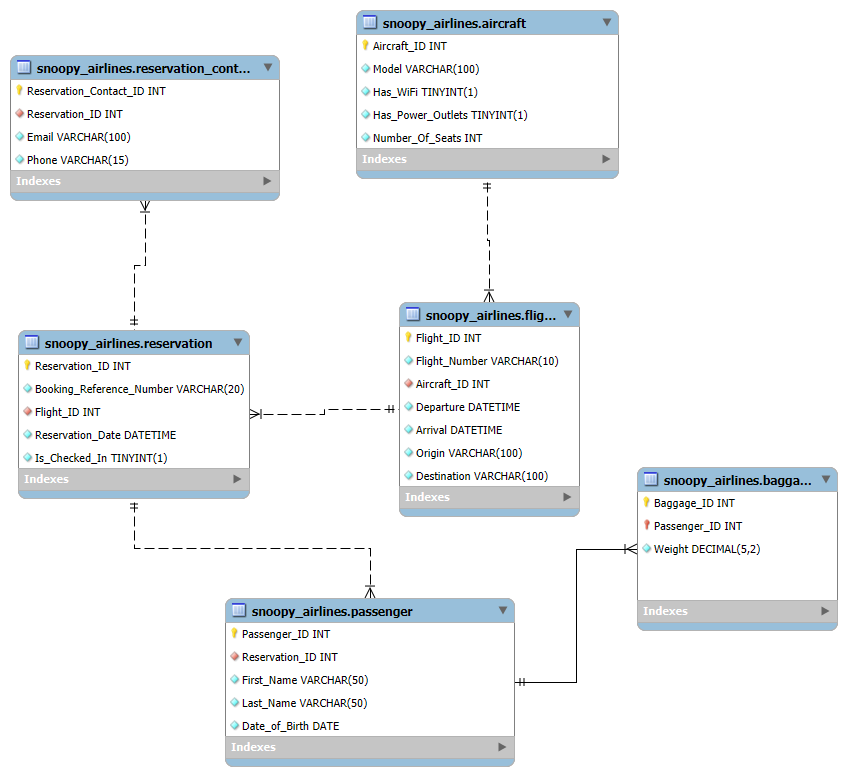 snoopy_airlines.aircraft
Aircraft_ID INT
Model VARCHAR(100)
Has_WiFi TINYINT(1)
Has_Power_Outlets TINYINT(1)
Number_Of_Seats INT
Indexes
snoopy_airlines.reservation_cont...
Reservation_Contact_ID INT
Reservation_ID INT
Email VARCHAR(100)
Phone VARCHAR(15)
Indexes
snoopy_airlines.flig...
Flight_ID INT
Flight_Number VARCHAR(10)
Aircraft_ID INT
Departure DATETIME
Arrival DATETIME
Origin VARCHAR(100)
Destination VARCHAR(100)
Indexes
snoopy_airlines.reservation
Reservation_ID INT
Booking_Reference_Number VARCHAR(20)
Flight_ID INT
Reservation_Date DATETIME
Is_Checked_In TINYINT(1)
Indexes
snoopy_airlines.bagga...
Baggage_ID INT
Passenger_ID INT
Weight DECIMAL(5,2)
Indexes
snoopy_airlines.passenger
Passenger_ID INT
Reservation_ID INT
First_Name VARCHAR(50)
Last_Name VARCHAR(50)
Date_of_Birth DATE
Indexes